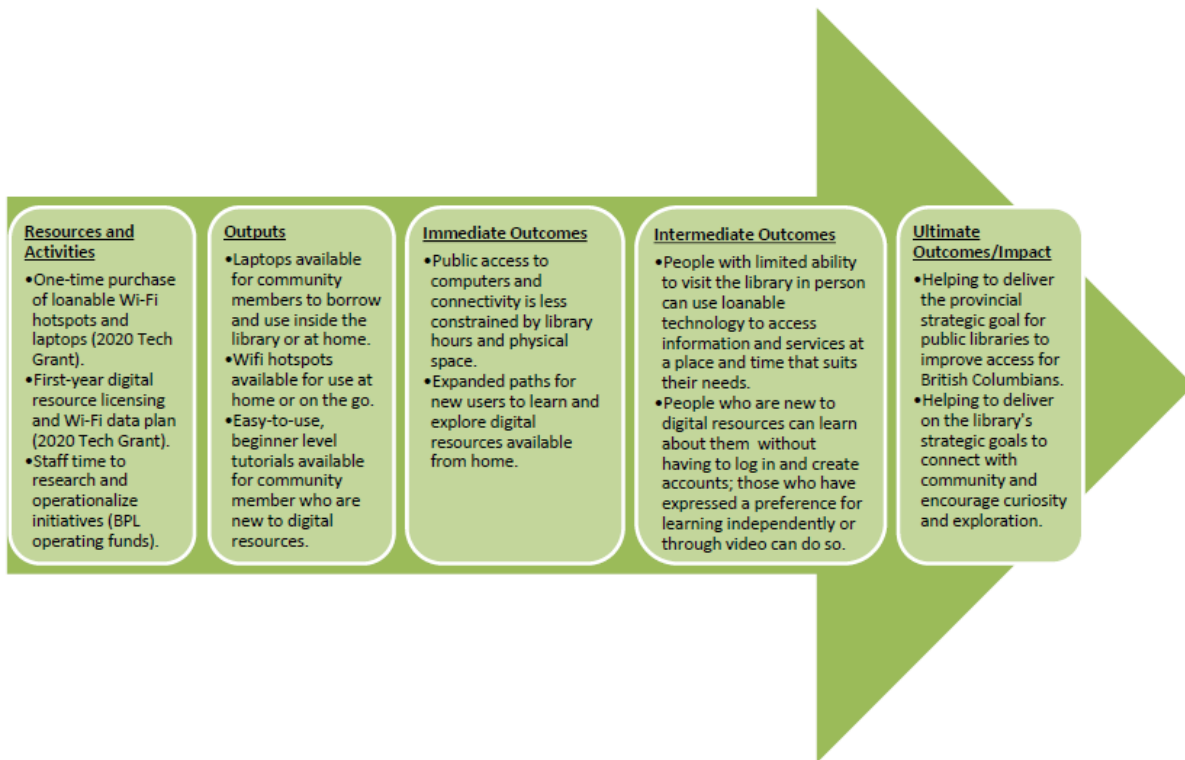 Resources and
Activities
•One-time purchase
of loanable Wi-Fi
hotspots and
laptops (2020 Tech
Grant).
•First-year digital
resource licensing
and Wi-Fi data plan
(2020 Tech Grant).
•Staff time to
research and
operationalize
initiatives (BPL
operating funds).
Outputs
•Laptops available
for community
members to borrow
and use inside the
library or at home.
•Wifi hotspots
available for use at
home or on the go.
•Easy-to-use,
beginner level
tutorials available
for community
member who are
new to digital
resources.
Immediate Outcomes
•Public access to
computers and
connectivity is less
constrained by library
hours and physical
space.
•Expanded paths for
new users to learn and
explore digital
resources available
from home.
Intermediate Outcomes
•People with limited ability
to visit the library in person
can use loanable
technology to access
information and services at
a place and time that suits
their needs.
•People who are new to
digital resources can learn
about them without
having to log in and create
accounts; those who have
expressed a preference for
learning independently or
through video can do so.
Ultimate
Outcomes/Impact
•Helping to deliver
the provincial
strategic goal for
public libraries to
improve access for
British Columbians.
•Helping to deliver
on the library's
strategic goals to
connect with
community and
encourage curiosity
and exploration.